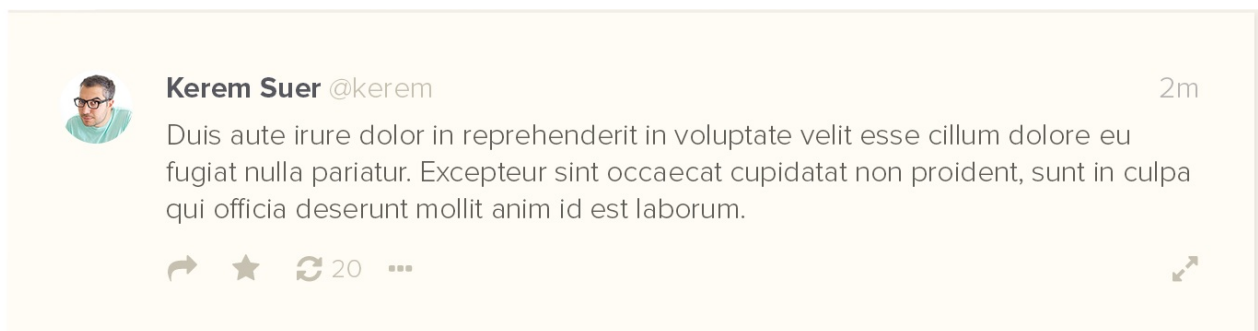 Kerem Suer @kerem 2m
Duis aute irure dolor in reprehenderit in voluptate velit esse cillum dolore eu
fugiat nulla pariatur. Excepteur sint occaecat cupidatat non proident, sunt in culpa
qui officia deserunt mollit anim id est laborum.
20